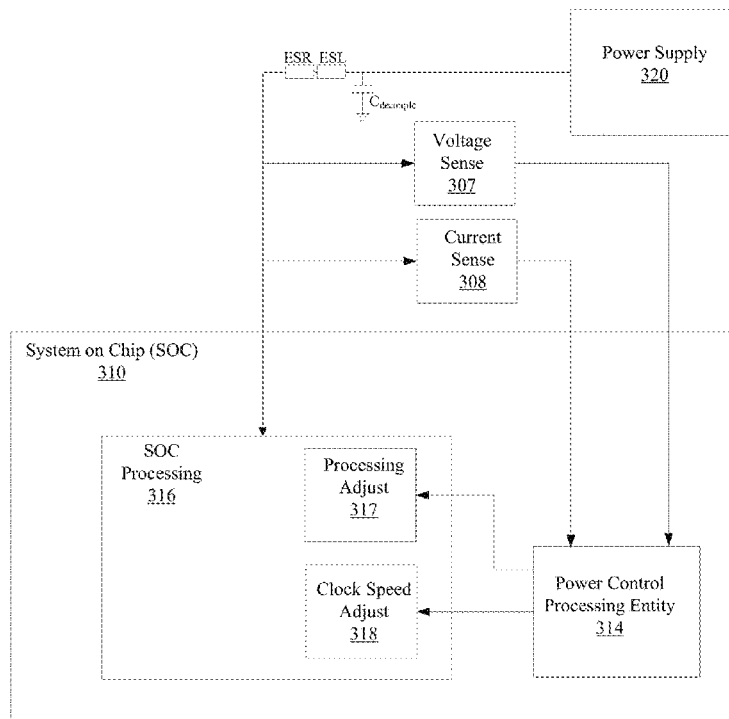 ESR ESL
Power Supply
320
Voltage
Sense
307
Current
Sense
308
System on Chip (SOC)
310
SOC
Processing
316
Processing
Adjust
317
Clock Speed
Adjust
318
Power Control
Processing Entity
314